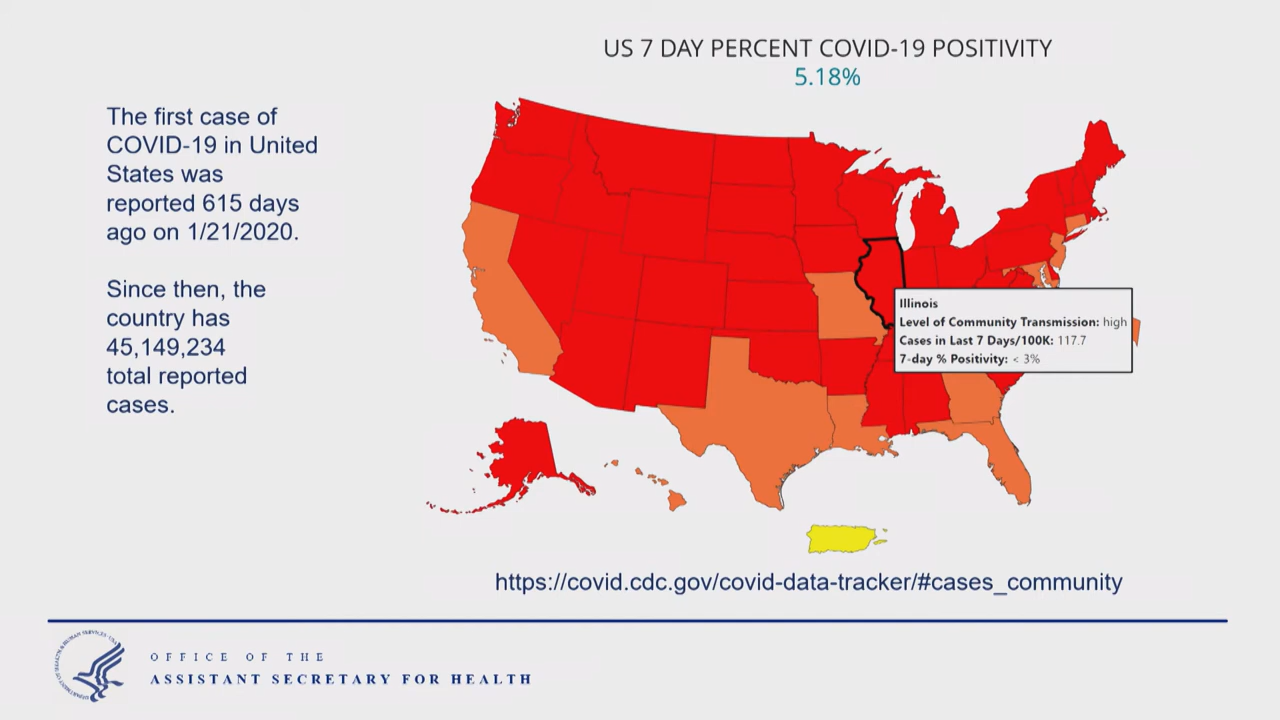 US 7 DAY PERCENT COVID-19 POSITIVITY
5.18%
The first case of
COVID-19 in United
States was
reported 615 days
ago on 1/21/2020.
Since then, the
country has
45,149,234
total reported
cases.
Illinois
Level of Community Transmission: high
Cases in Last 7 Days/100K: 117.7
7-day % Positivity: < 3%
https://covid.cdc.gov/covid-data-tracker/#cases_community
OFFICE OF THE
ASSISTANT SECRETARY FOR HEALTH